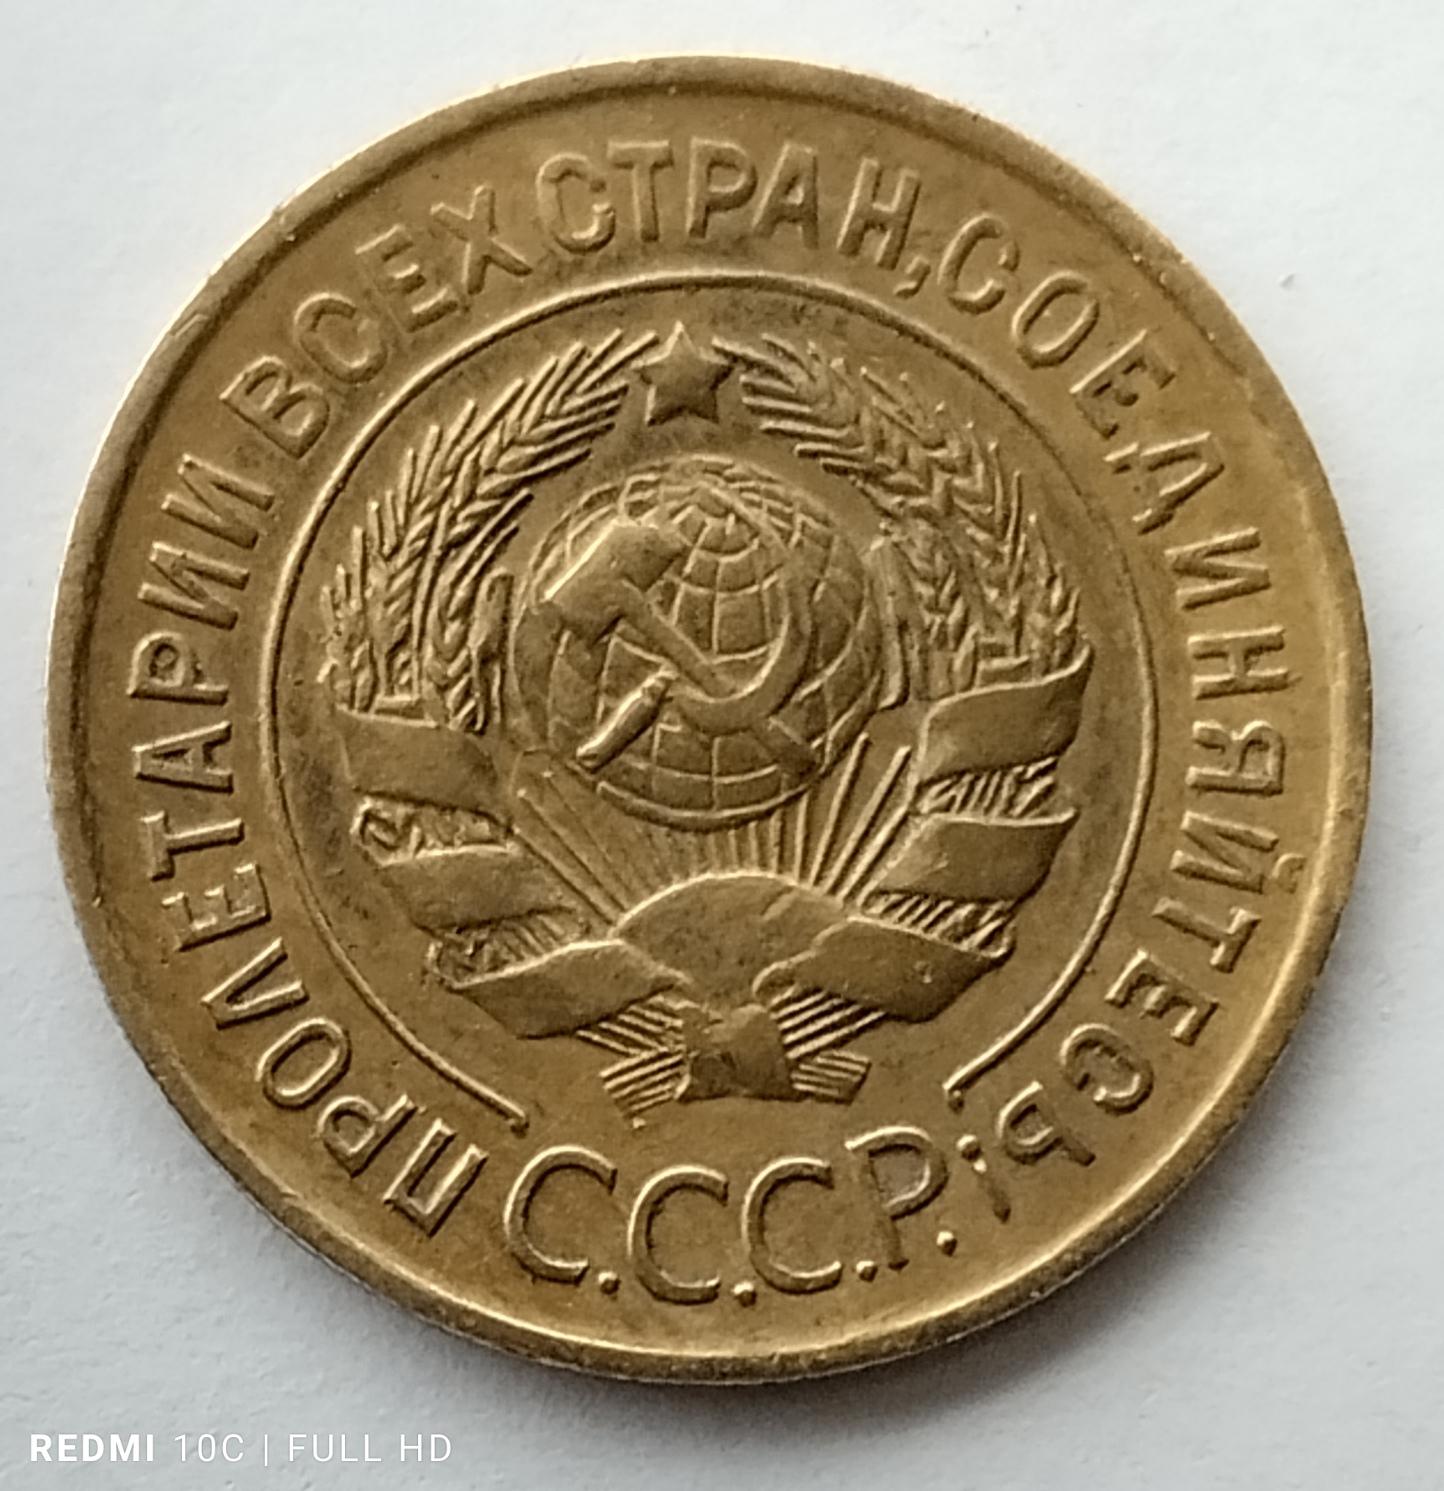 ПРОЛЕТАРИИ ВСЕХ СТРАН, СОЕДИНЯЙТЕСЬ!
С.С.С.Р.
REDMI 10C | FULL HD